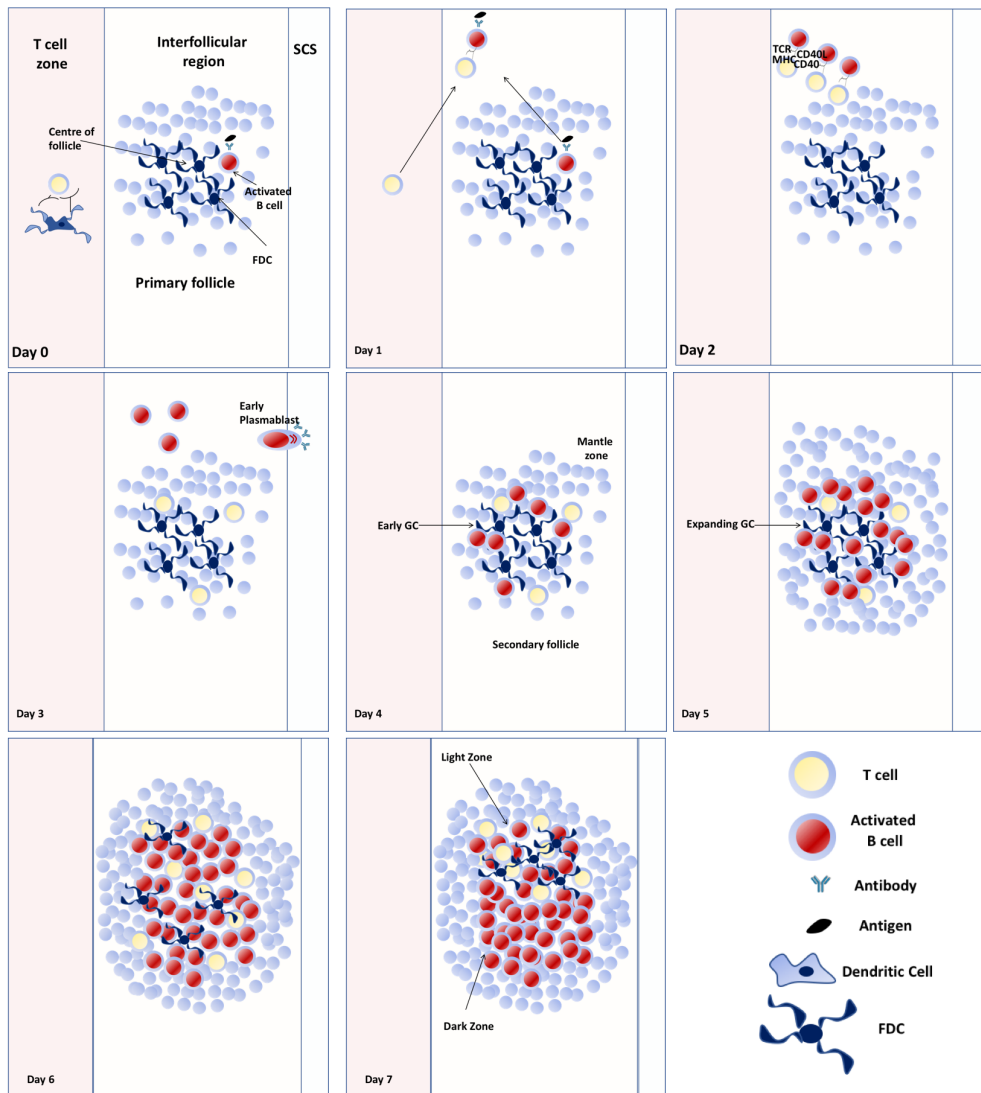 T cell
zone
Interfollicular
region
SCS
Centre of
follicle
Activated
B cell
FDC
Primary follicle
Day 0
Day 1
TCR
MHC
CD40L
CD40
Day 2
Early
Plasmablast
Day 3
Mantle
zone
Early GC
Secondary follicle
Day 4
Expanding GC
Day 5
Day 6
Light Zone
Dark Zone
Day 7
T cell
Activated
B cell
Antibody
Antigen
Dendritic Cell
FDC